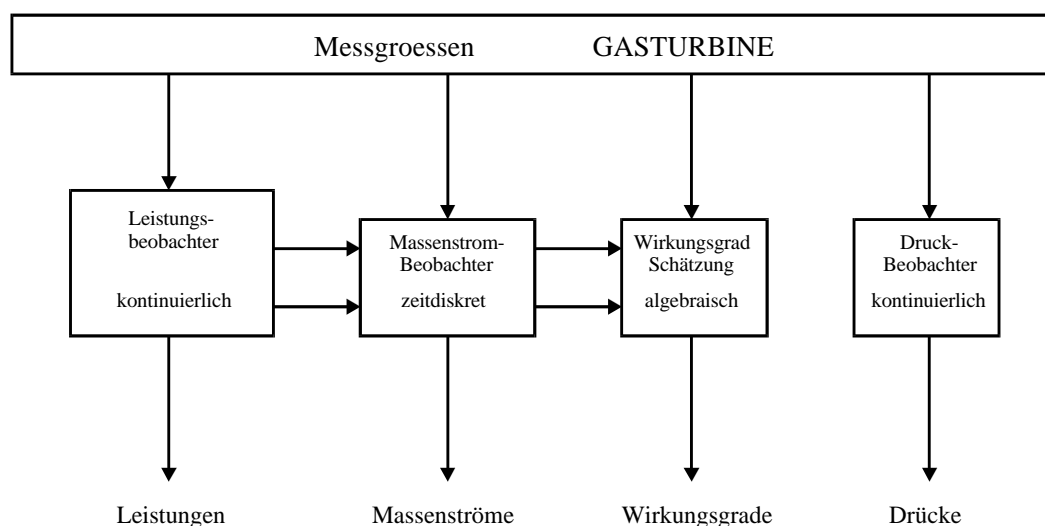 Messgroessen GASTURBINE
Leistungs-
beobachter
kontinuierlich
Massenstrom-
Beobachter
zeitdiskret
Wirkungsgrad
Schätzung
algebraisch
Druck-
Beobachter
kontinuierlich
Leistungen
Massenströme
Wirkungsgrade
Drücke